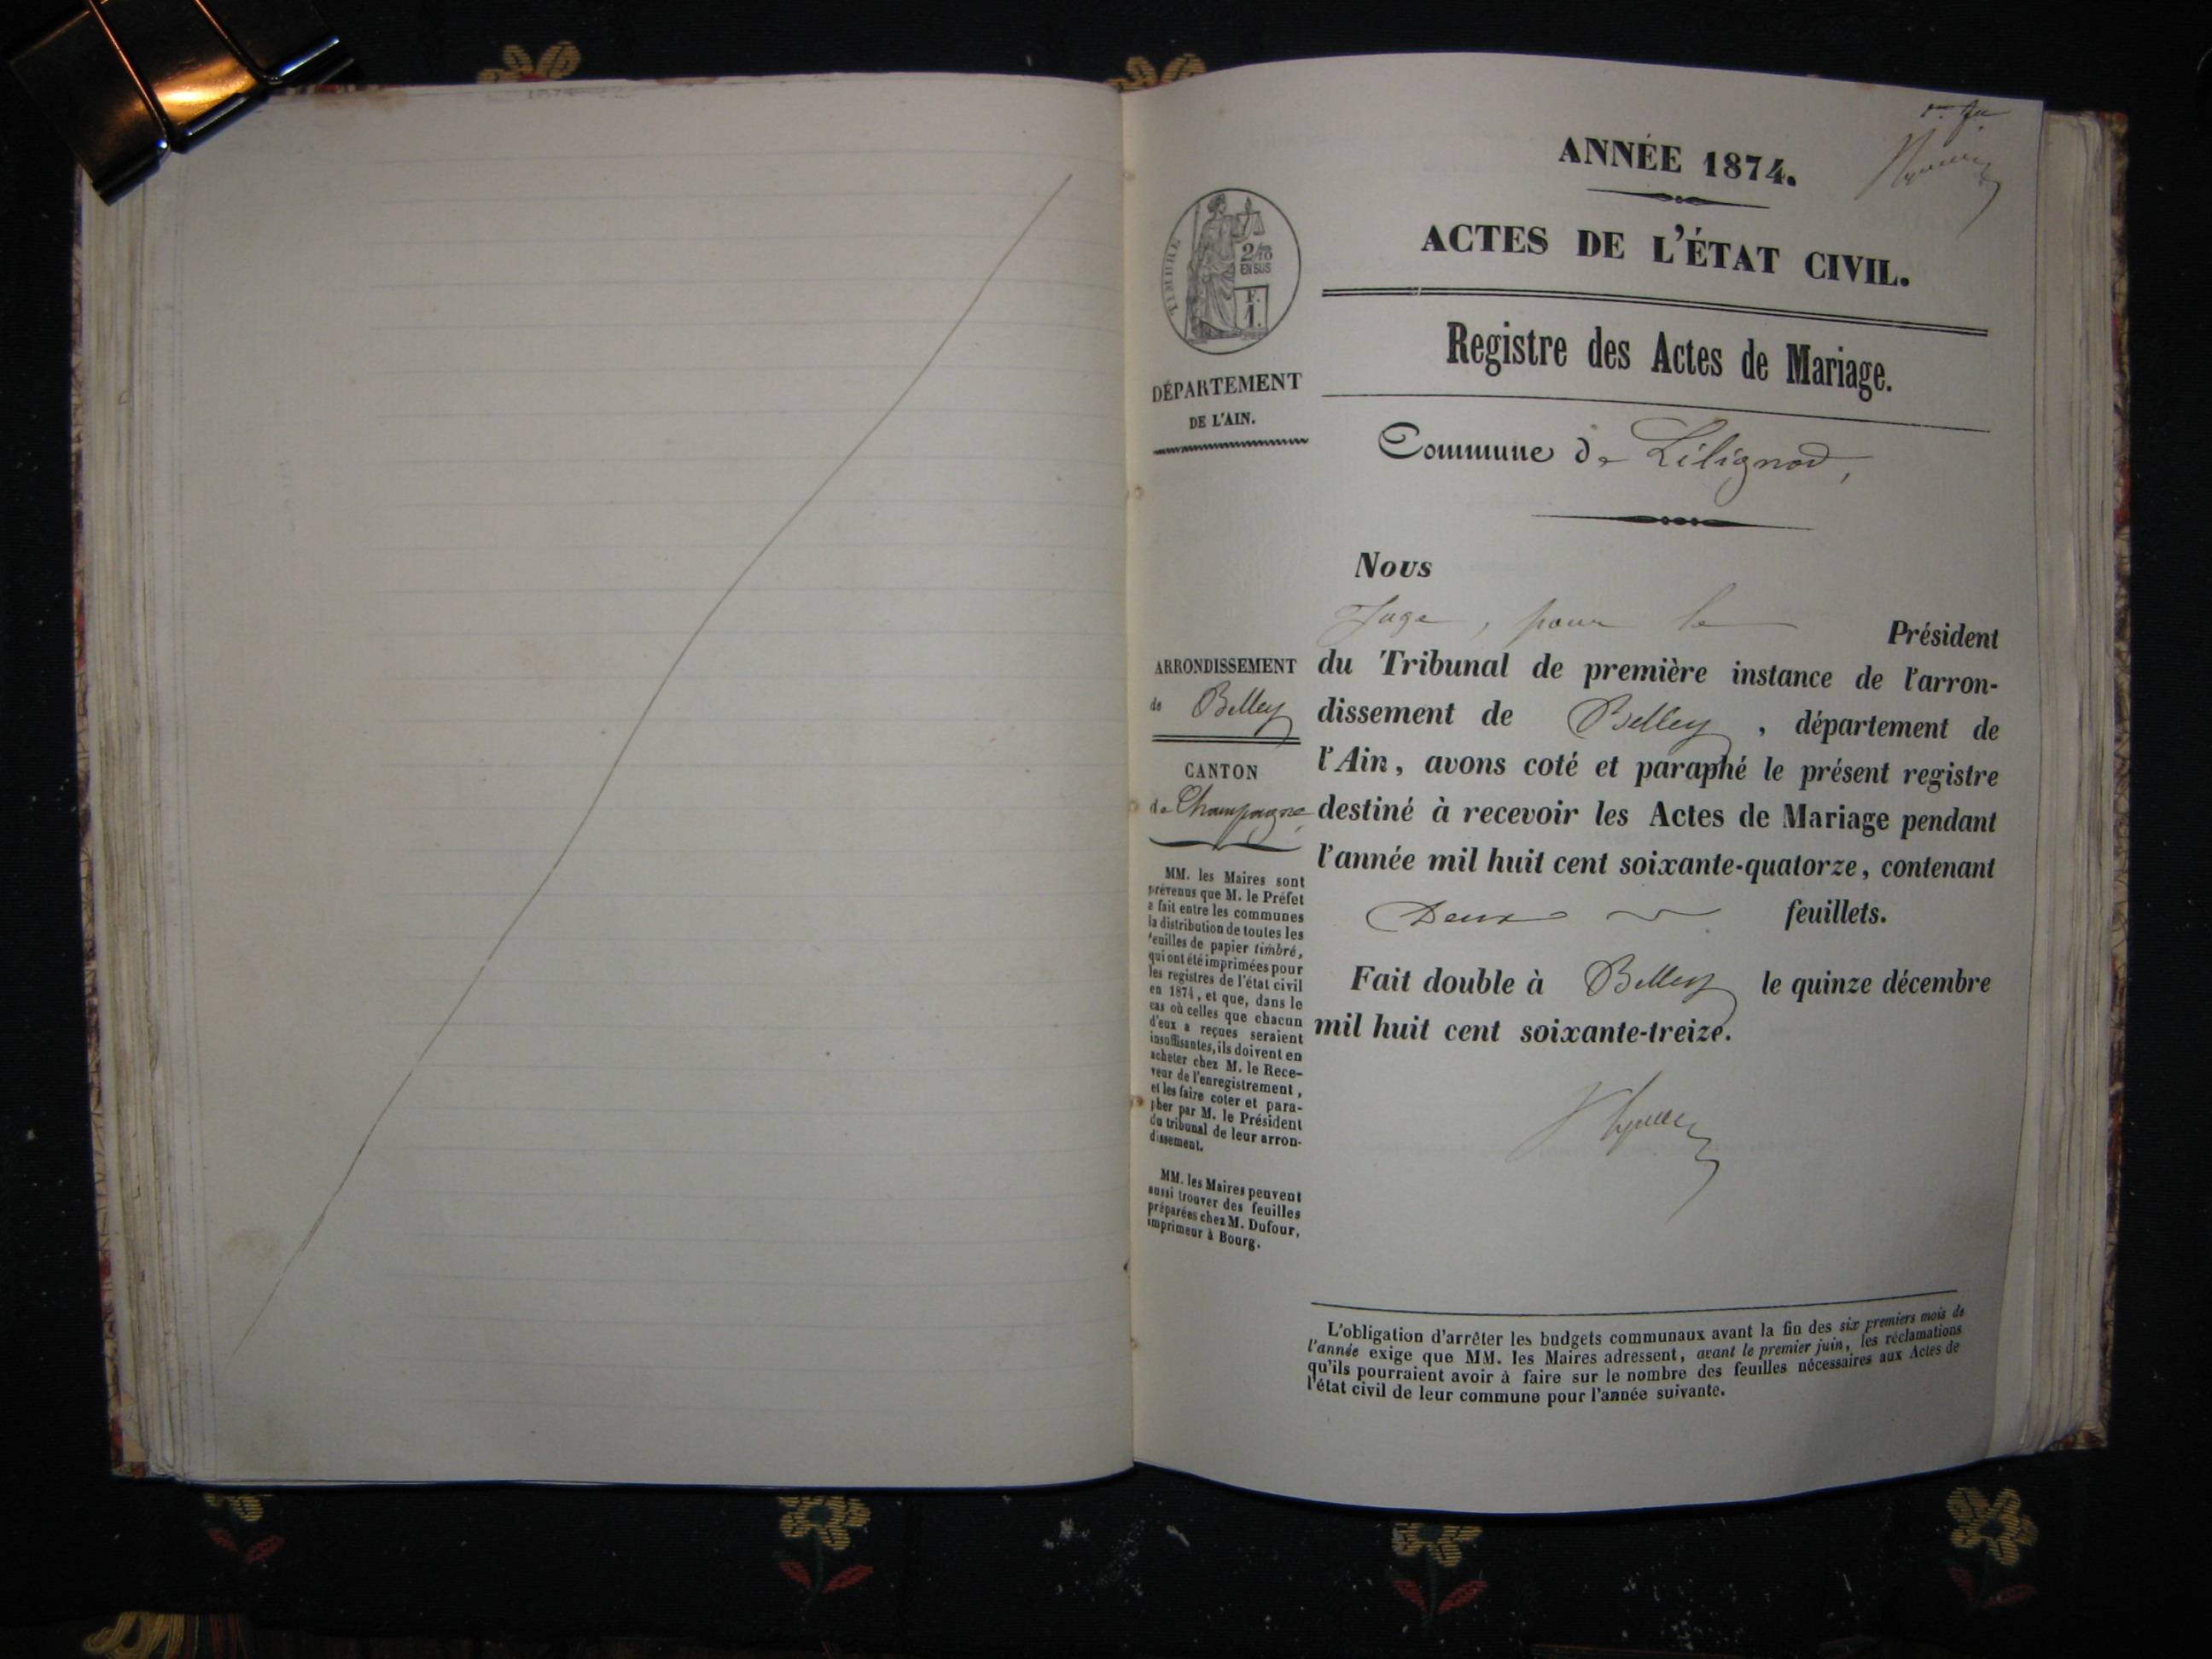 ANNÉE 1874.
ACTES DE L'ÉTAT CIVIL.
Registre des Actes de Mariage.
Commune de Lilignod,
TIMBRE
2/10
EN SUS
F.
1.
DÉPARTEMENT
DE L'AIN.
ARRONDISSEMENT
de Belley
CANTON
de Champagne
MM. les Maires sont
prévenus que M. le Préfet
a fait entre les communes
la distribution de toutes les
feuilles de papier timbré,
qui ont été imprimées pour
les registres de l'état civil
en 1874, et que, dans le
cas où celles que chacun
d'eux a reçues seraient
insuffisantes, ils doivent en
acheter chez M. le Rece-
veur de l'enregistrement,
et les faire coter et para-
pher par M. le Président
du tribunal de leur arron-
dissement.
MM. les Maires peuvent
aussi trouver des feuilles
préparées chez M. Dufour,
imprimeur à Bourg.
Nous
Juge, pour le Président
du Tribunal de première instance de l'arron-
dissement de Belley, département de
l'Ain, avons coté et paraphé le présent registre
destiné à recevoir les Actes de Mariage pendant
l'année mil huit cent soixante-quatorze, contenant
Deux feuillets.
Fait double à Belley le quinze décembre
mil huit cent soixante-treize.
L'obligation d'arrêter les budgets communaux avant la fin des six premiers mois de
l'année exige que MM. les Maires adressent, avant le premier juin, les réclamations
qu'ils pourraient avoir à faire sur le nombre des feuilles nécessaires aux Actes de
l'état civil de leur commune pour l'année suivante.